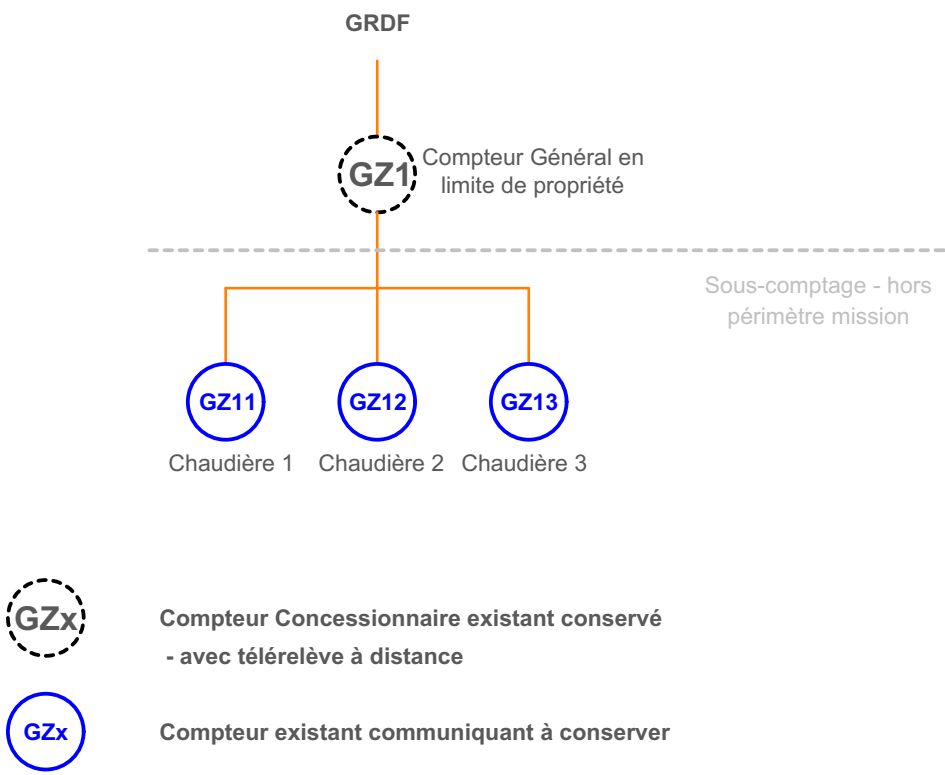 GRDF
GZ1
Compteur Général en
limite de propriété
Sous-comptage - hors
périmètre mission
GZ11
GZ12
GZ13
Chaudière 1
Chaudière 2
Chaudière 3
GZx
Compteur Concessionnaire existant conservé
- avec télérelève à distance
GZx
Compteur existant communiquant à conserver